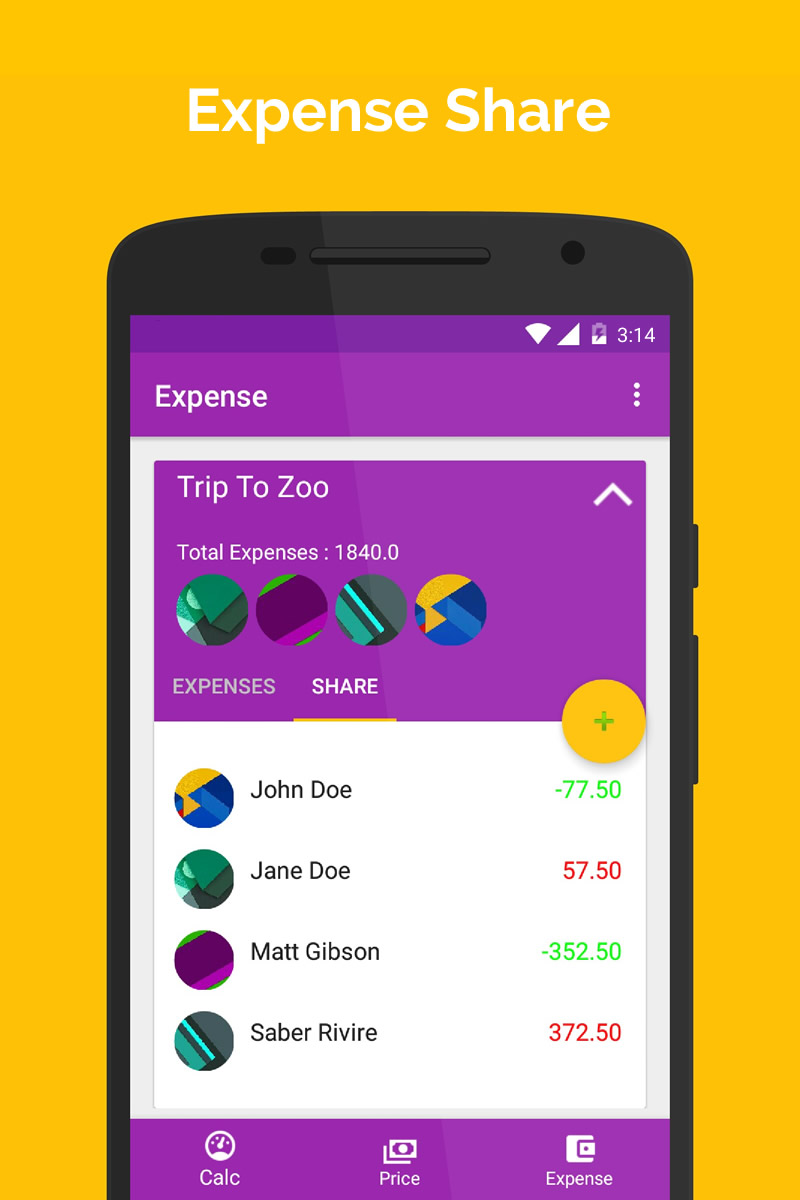 Expense Share
3:14
Expense
Trip To Zoo
Total Expenses : 1840.0
EXPENSES SHARE
+
John Doe -77.50
Jane Doe 57.50
Matt Gibson -352.50
Saber Rivire 372.50
Calc Price Expense